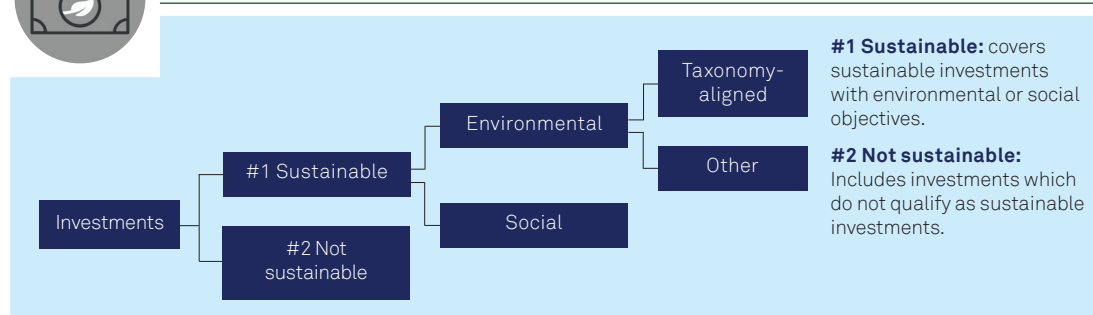 Investments
#1 Sustainable
#2 Not
sustainable
Environmental
Social
Taxonomy-
aligned
Other
#1 Sustainable: covers
sustainable investments
with environmental or social
objectives.
#2 Not sustainable:
Includes investments which
do not qualify as sustainable
investments.